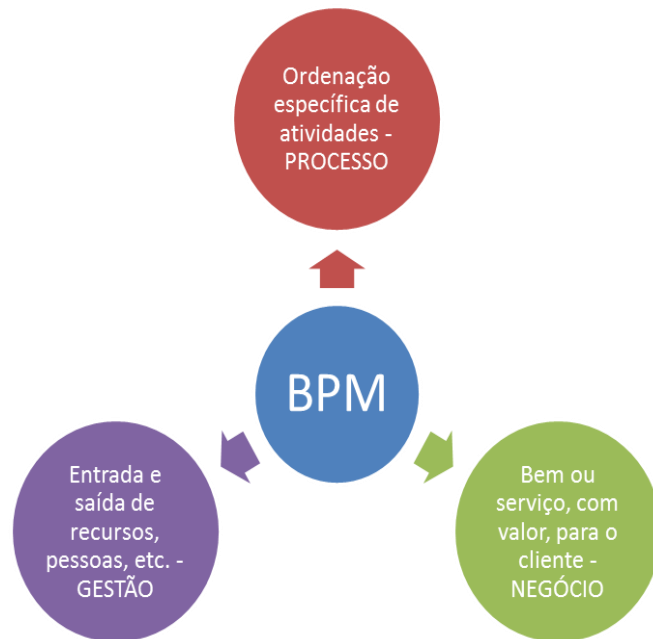 Ordenação
específica de
atividades -
PROCESSO
BPM
Entrada e
saída de
recursos,
pessoas, etc. -
GESTÃO
Bem ou
serviço, com
valor, para o
cliente -
NEGÓCIO